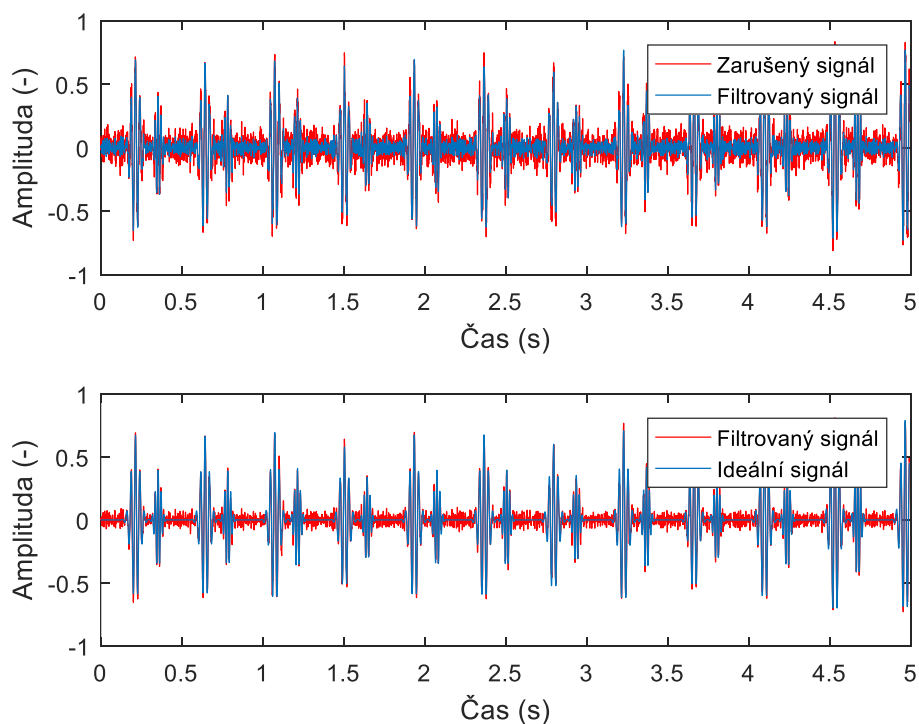 1
0.5
0
-0.5
-1
Amplituda (-)
Zarušený signál
Filtrovaný signál
0 0.5 1 1.5 2 2.5 3 3.5 4 4.5 5
Čas (s)
1
0.5
0
-0.5
-1
Amplituda (-)
Filtrovaný signál
Ideální signál
0 0.5 1 1.5 2 2.5 3 3.5 4 4.5 5
Čas (s)